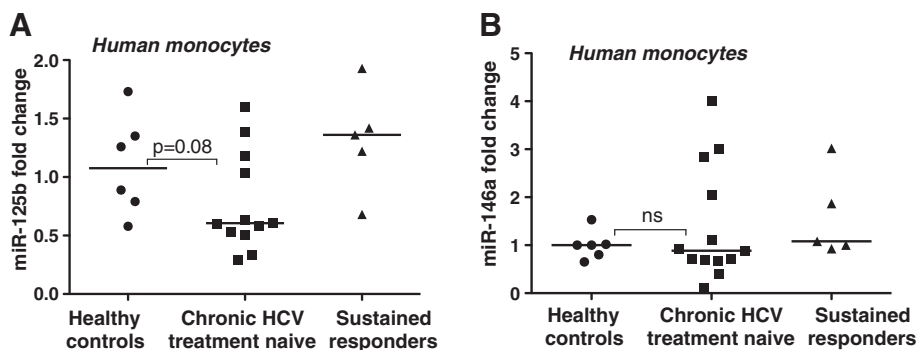 A
Human monocytes
miR-125b fold change
2.0
1.5
1.0
0.5
0.0
p=0.08
Healthy
controls
Chronic HCV
treatment naive
Sustained
responders
B
Human monocytes
miR-146a fold change
5
4
3
2
1
0
ns
Healthy
controls
Chronic HCV
treatment naive
Sustained
responders